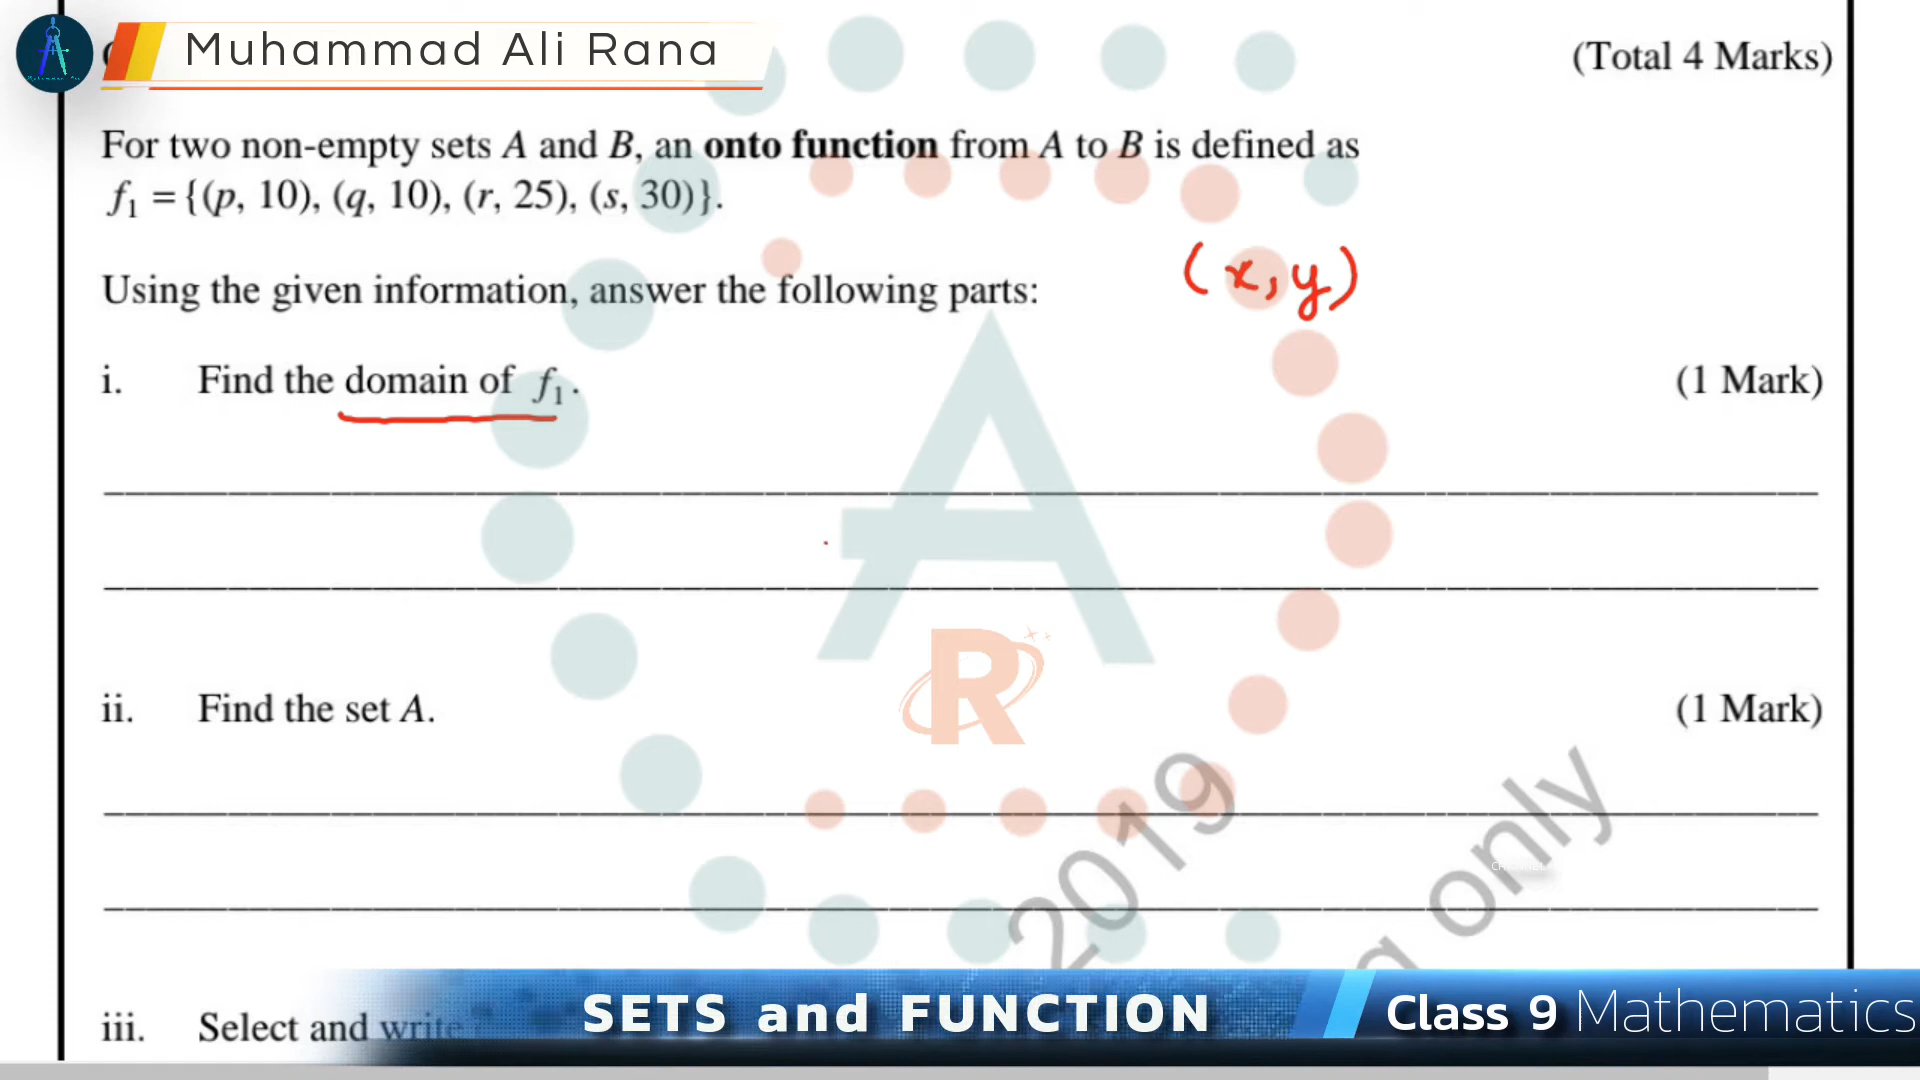 Muhammad Ali Rana
(Total 4 Marks)
For two non-empty sets A and B, an onto function from A to B is defined as
f₁ = {(p, 10), (q, 10), (r, 25), (s, 30)}.
(x, y)
Using the given information, answer the following parts:
i. Find the domain of f₁. (1 Mark)
ii. Find the set A. (1 Mark)
2019
only
iii. Select and write
SETS and FUNCTION
Class 9 Mathematics
A
R